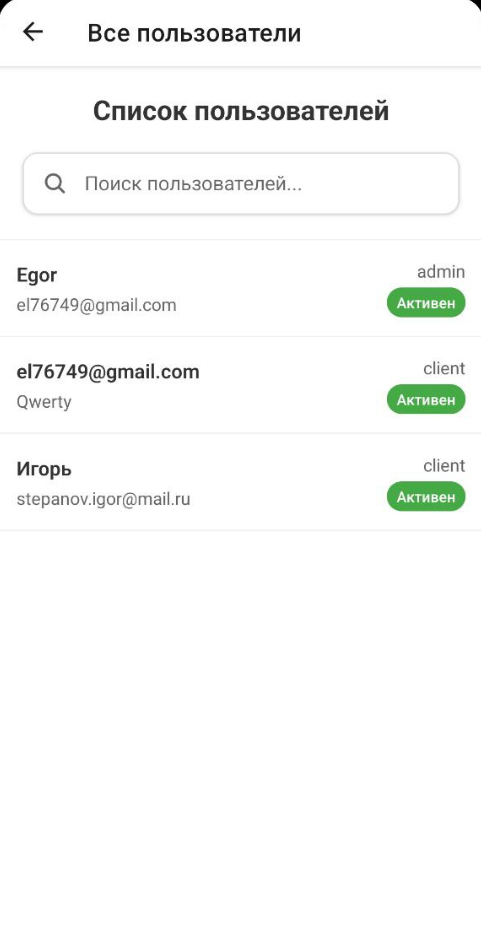 Все пользователи
Список пользователей
Поиск пользователей...
Egor
admin
el76749@gmail.com
Активен
el76749@gmail.com
client
Qwerty
Активен
Игорь
client
stepanov.igor@mail.ru
Активен